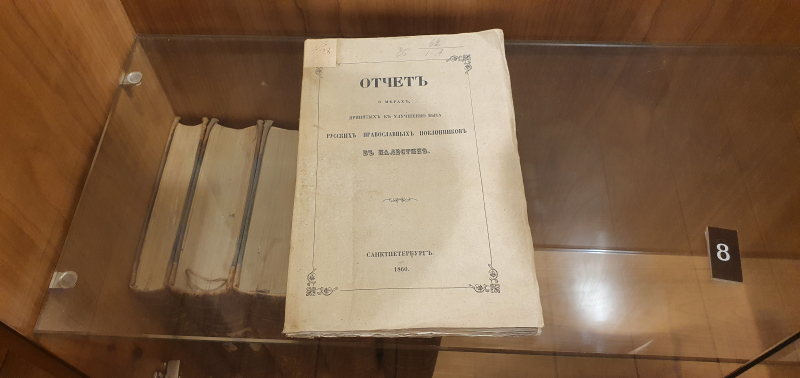 ОТЧЕТЪ
О МѢРАХЪ,
ПРИНЯТЫХЪ КЪ УЛУЧШЕНІЮ БЫТА
РУССКИХЪ ПРАВОСЛАВНЫХЪ ПОКЛОННИКОВЪ
ВЪ ПАЛЕСТИНѢ.
САНКТПЕТЕРБУРГЪ.
1860.
8